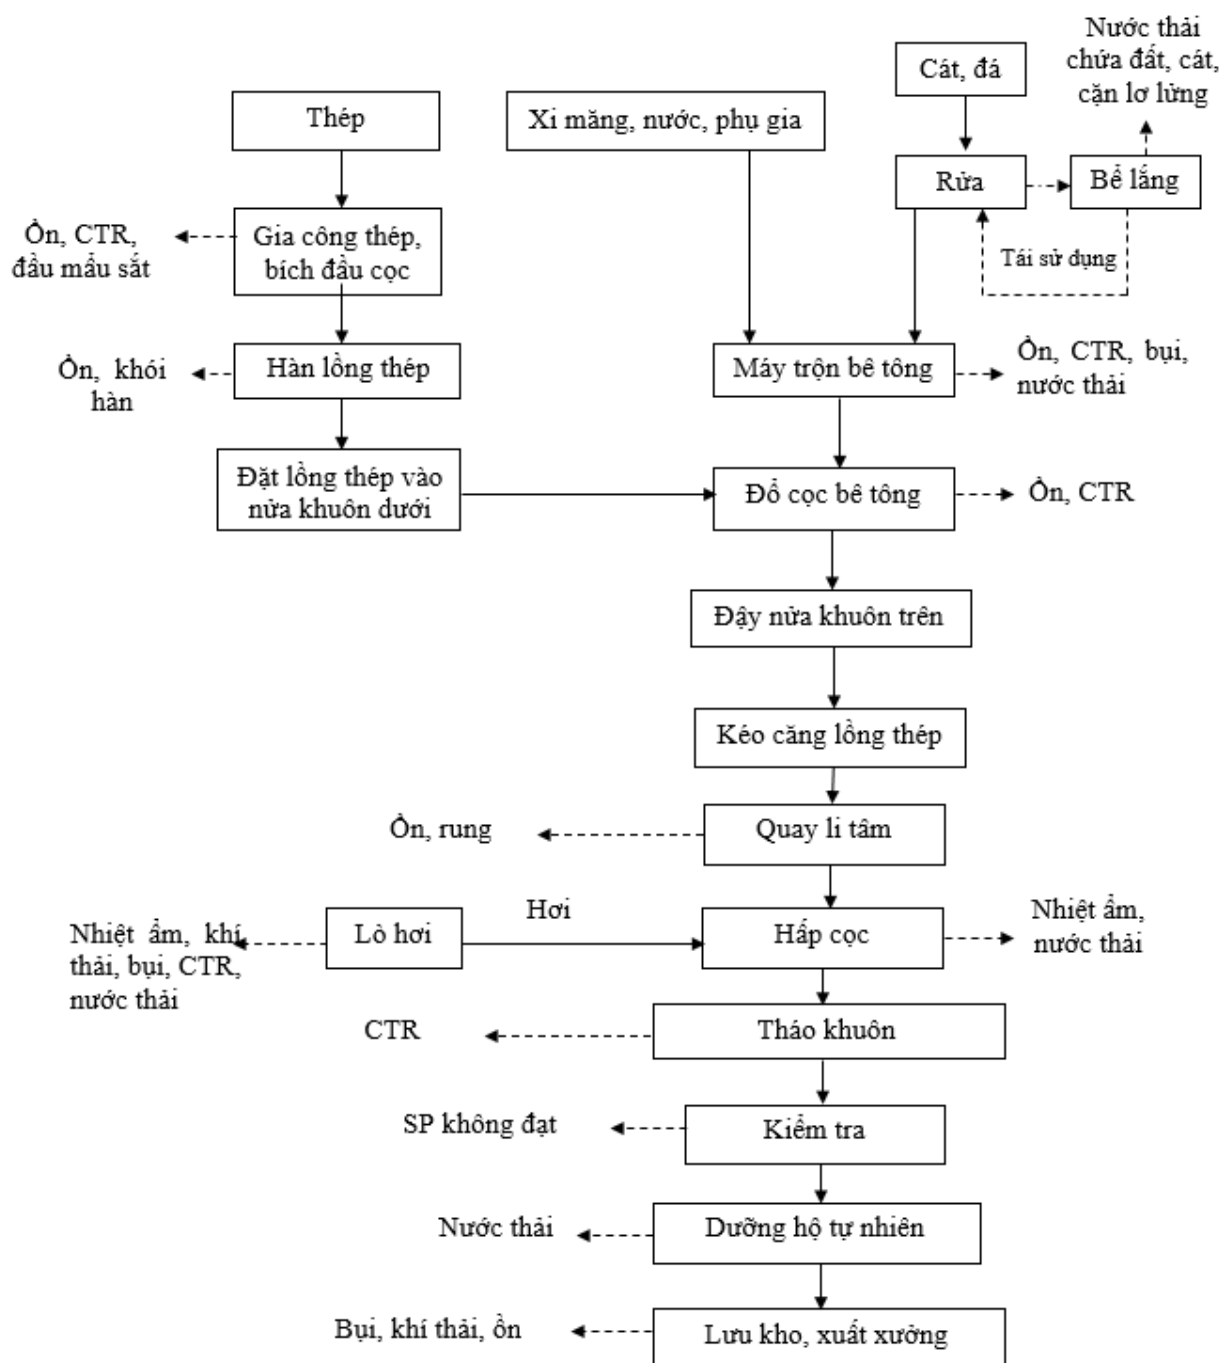 Nước thải
chứa đất, cát,
cặn lơ lửng
Cát, đá
Thép
Xi măng, nước, phụ gia
Rửa
Bể lắng
Ồn, CTR,
đầu mẩu sắt
Gia công thép,
bích đầu cọc
Tái sử dụng
Ồn, khói
hàn
Hàn lồng thép
Máy trộn bê tông
Ồn, CTR, bụi,
nước thải
Đặt lồng thép vào
nửa khuôn dưới
Đổ cọc bê tông
Ồn, CTR
Đậy nửa khuôn trên
Kéo căng lồng thép
Ồn, rung
Quay li tâm
Nhiệt ẩm, khí
thải, bụi, CTR,
nước thải
Lò hơi
Hơi
Hấp cọc
Nhiệt ẩm,
nước thải
CTR
Tháo khuôn
SP không đạt
Kiểm tra
Nước thải
Dưỡng hộ tự nhiên
Bụi, khí thải, ồn
Lưu kho, xuất xưởng